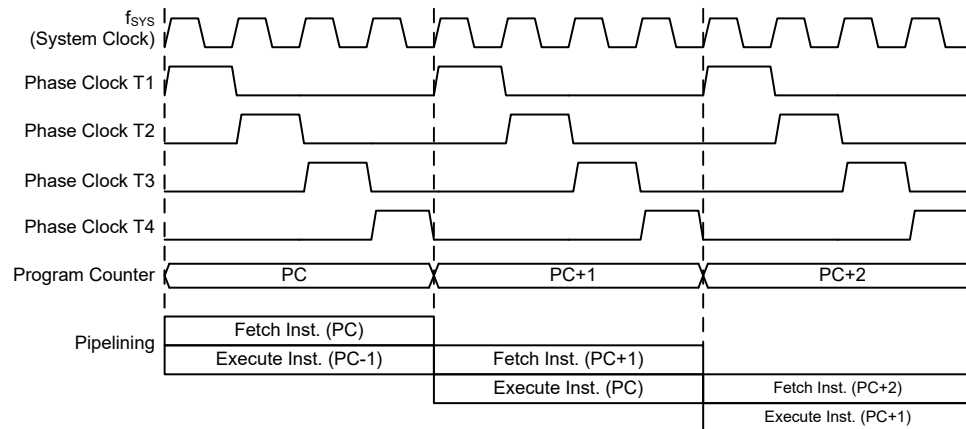 fSYS
(System Clock)
Phase Clock T1
Phase Clock T2
Phase Clock T3
Phase Clock T4
Program Counter PC PC+1 PC+2
Pipelining
Fetch Inst. (PC)
Execute Inst. (PC-1) Fetch Inst. (PC+1)
Execute Inst. (PC) Fetch Inst. (PC+2)
Execute Inst. (PC+1)